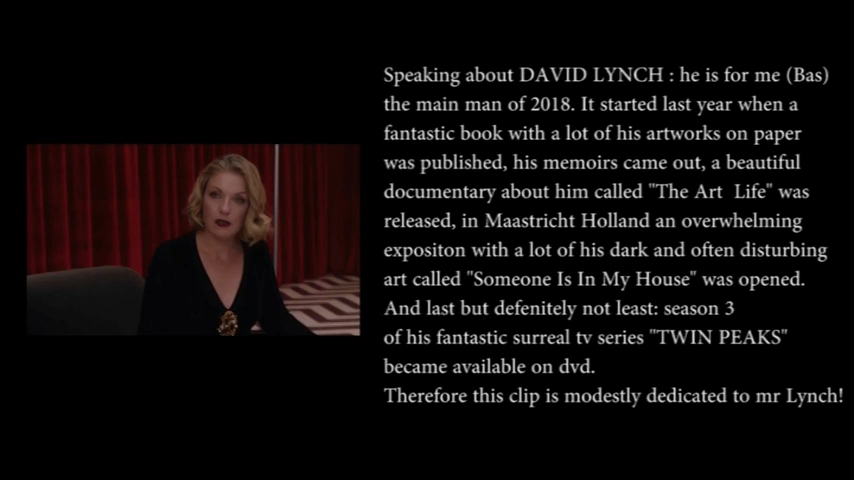 Speaking about DAVID LYNCH : he is for me (Bas)
the main man of 2018. It started last year when a
fantastic book with a lot of his artworks on paper
was published, his memoirs came out, a beautiful
documentary about him called "The Art  Life" was
released, in Maastricht Holland an overwhelming
expositon with a lot of his dark and often disturbing
art called "Someone Is In My House" was opened.
And last but defenitely not least: season 3
of his fantastic surreal tv series "TWIN PEAKS"
became available on dvd.
Therefore this clip is modestly dedicated to mr Lynch!